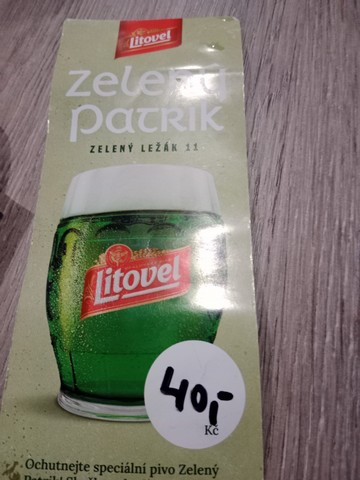 Litovel
zelený
patrik
ZELENÝ LEŽÁK 11
Litovel
40,-
Kč
Ochutnejte speciální pivo Zelený